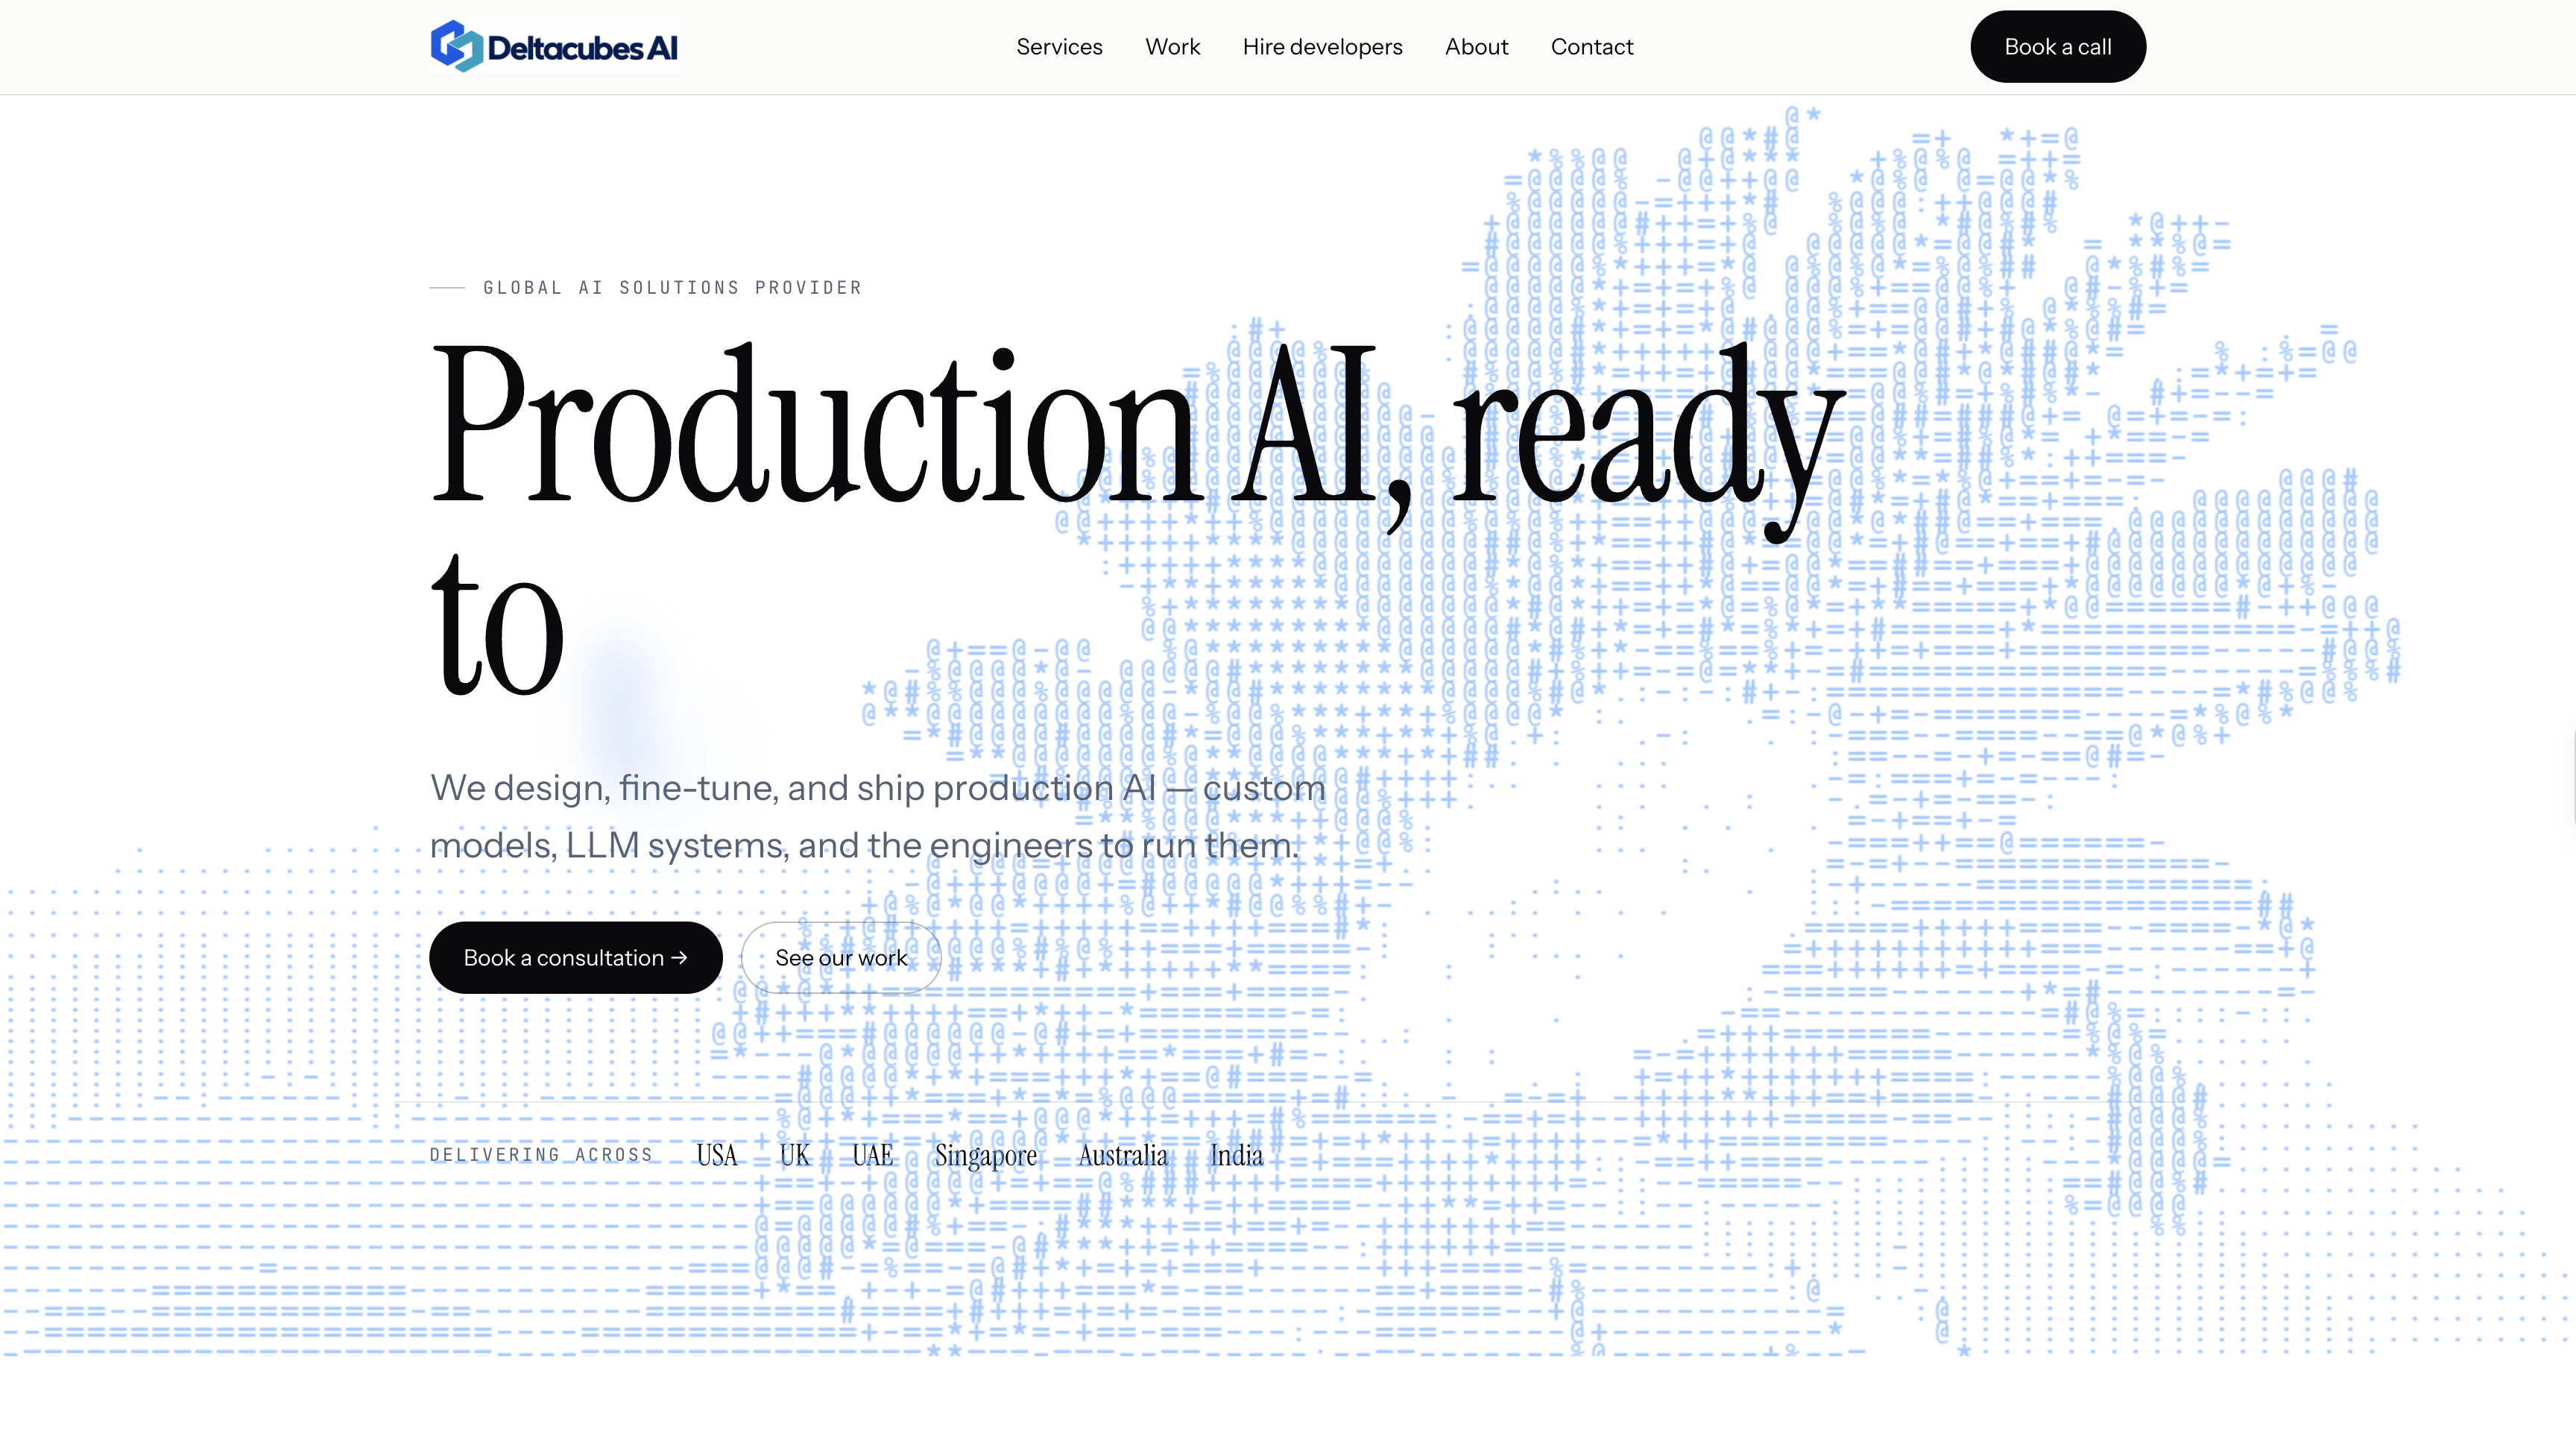 Deltacubes AI
Services Work Hire developers About Contact
Book a call
GLOBAL AI SOLUTIONS PROVIDER
Production AI, ready
to
We design, fine-tune, and ship production AI — custom
models, LLM systems, and the engineers to run them.
Book a consultation →
See our work
DELIVERING ACROSS USA UK UAE Singapore Australia India